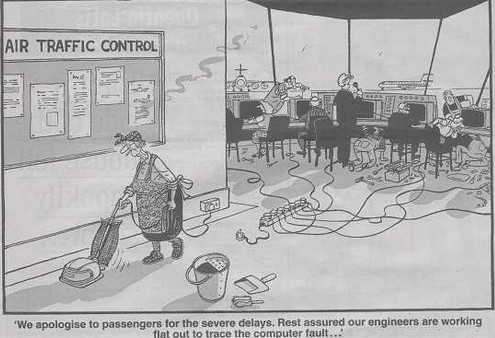 AIR TRAFFIC CONTROL
'We apologise to passengers for the severe delays. Rest assured our engineers are working
flat out to trace the computer fault...'